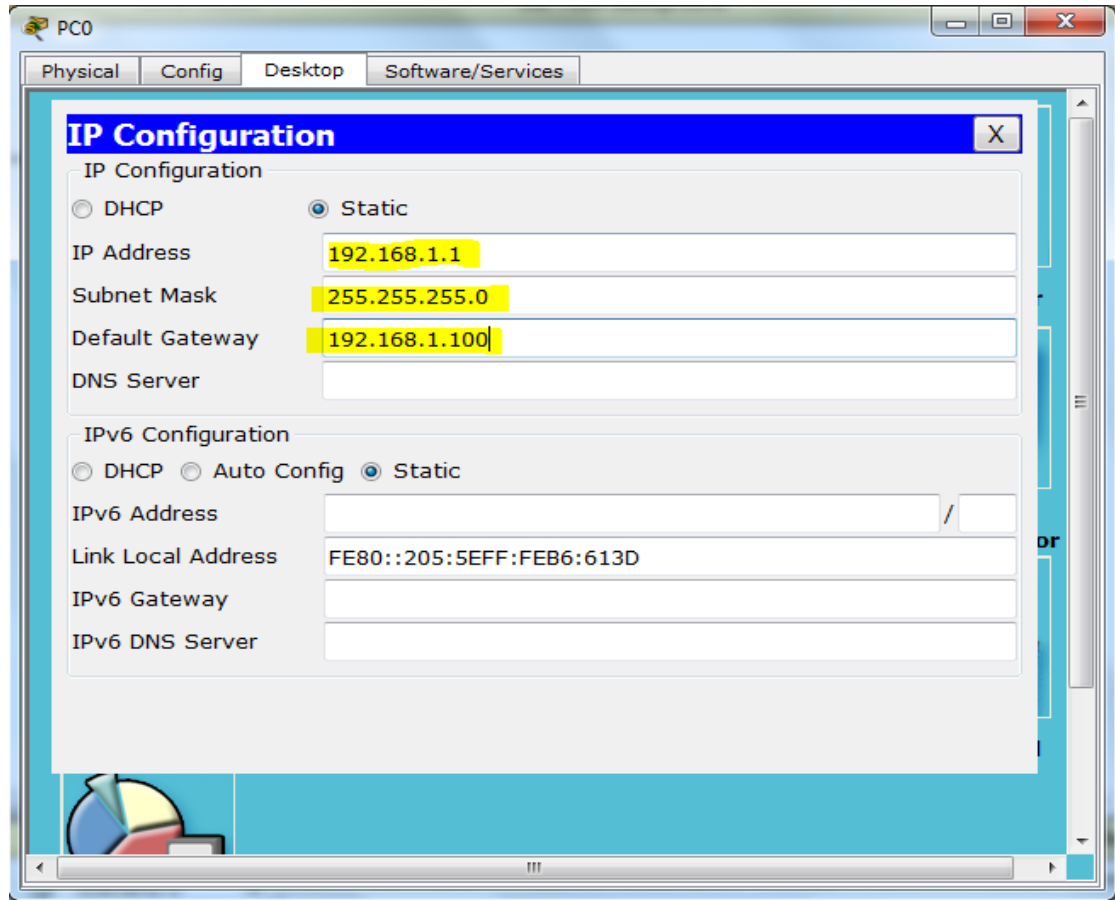 PC0
Physical Config Desktop Software/Services
IP Configuration X
IP Configuration
DHCP Static
IP Address 192.168.1.1
Subnet Mask 255.255.255.0
Default Gateway 192.168.1.100
DNS Server
IPv6 Configuration
DHCP Auto Config Static
IPv6 Address /
Link Local Address FE80::205:5EFF:FEB6:613D
IPv6 Gateway
IPv6 DNS Server
or